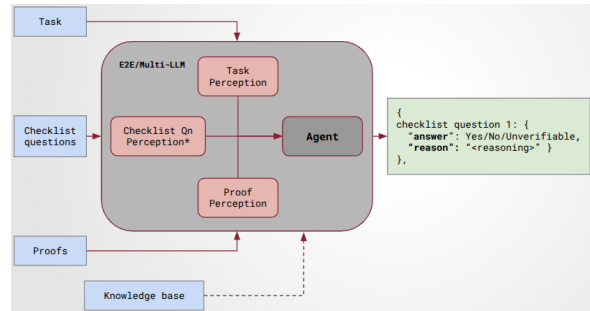 Task
E2E/Multi-LLM
Task
Perception
Checklist
questions
Checklist Qn
Perception*
Agent
{
checklist question 1: {
"answer": Yes/No/Unverifiable,
"reason": "<reasoning>" }
},
Proof
Perception
Proofs
Knowledge base